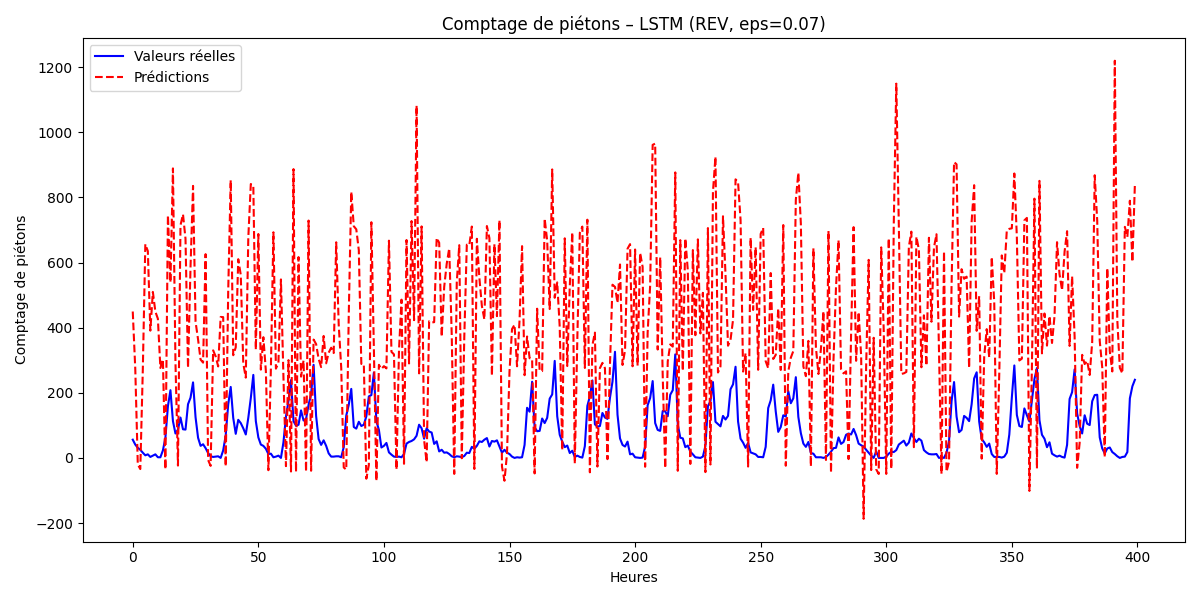 Comptage de piétons – LSTM (REV, eps=0.07)
Valeurs réelles
Prédictions
Comptage de piétons
1200
1000
800
600
400
200
0
−200
0 50 100 150 200 250 300 350 400
Heures